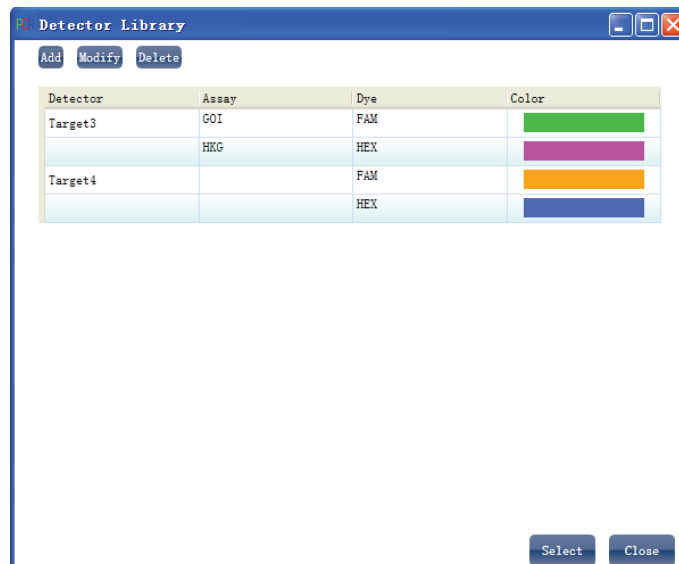 PCR Detector Library
Add Modify Delete
Detector Assay Dye Color
Target3 GOI FAM
HKG HEX
Target4 FAM
HEX
Select Close